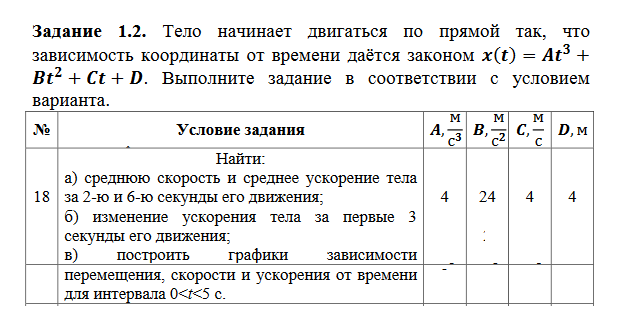 Задание 1.2. Тело начинает двигаться по прямой так, что
зависимость координаты от времени даётся законом x(t) = At³ +
Bt² + Ct + D. Выполните задание в соответствии с условием
варианта.
№ Условие задания A, м/с³ B, м/с² C, м/с D, м
Найти:
а) среднюю скорость и среднее ускорение тела
18 за 2-ю и 6-ю секунды его движения; 4 24 4 4
б) изменение ускорения тела за первые 3
секунды его движения;
в) построить графики зависимости
перемещения, скорости и ускорения от времени
для интервала 0<t<5 с.